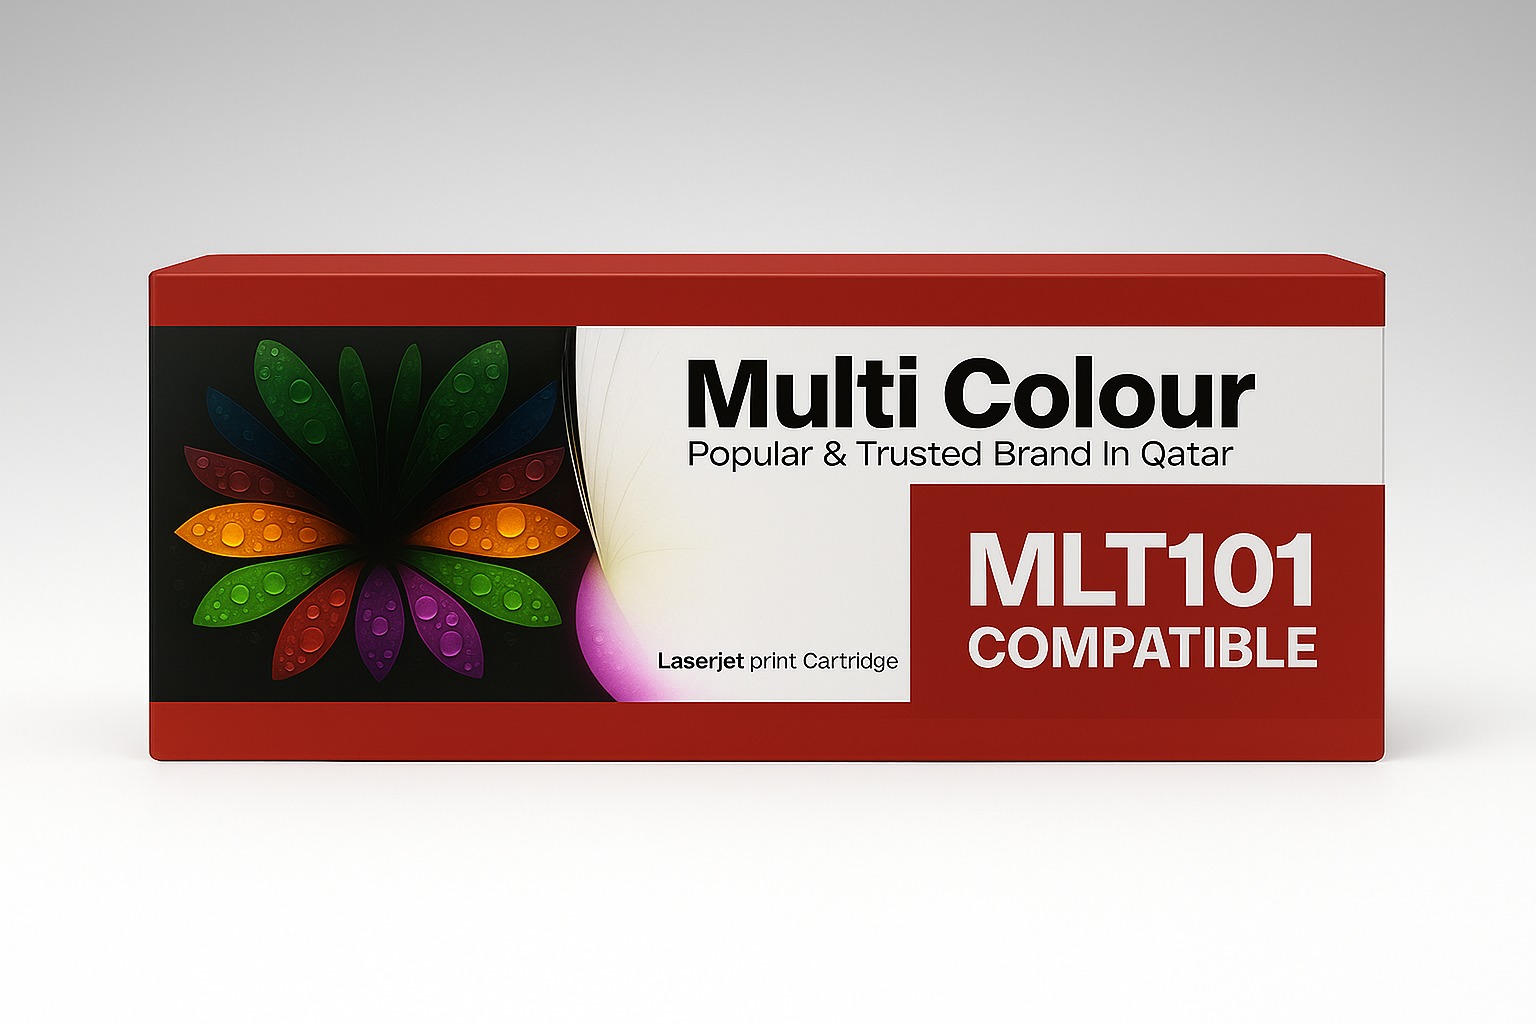 Multi Colour
Popular & Trusted Brand In Qatar
MLT101
COMPATIBLE
Laserjet print Cartridge